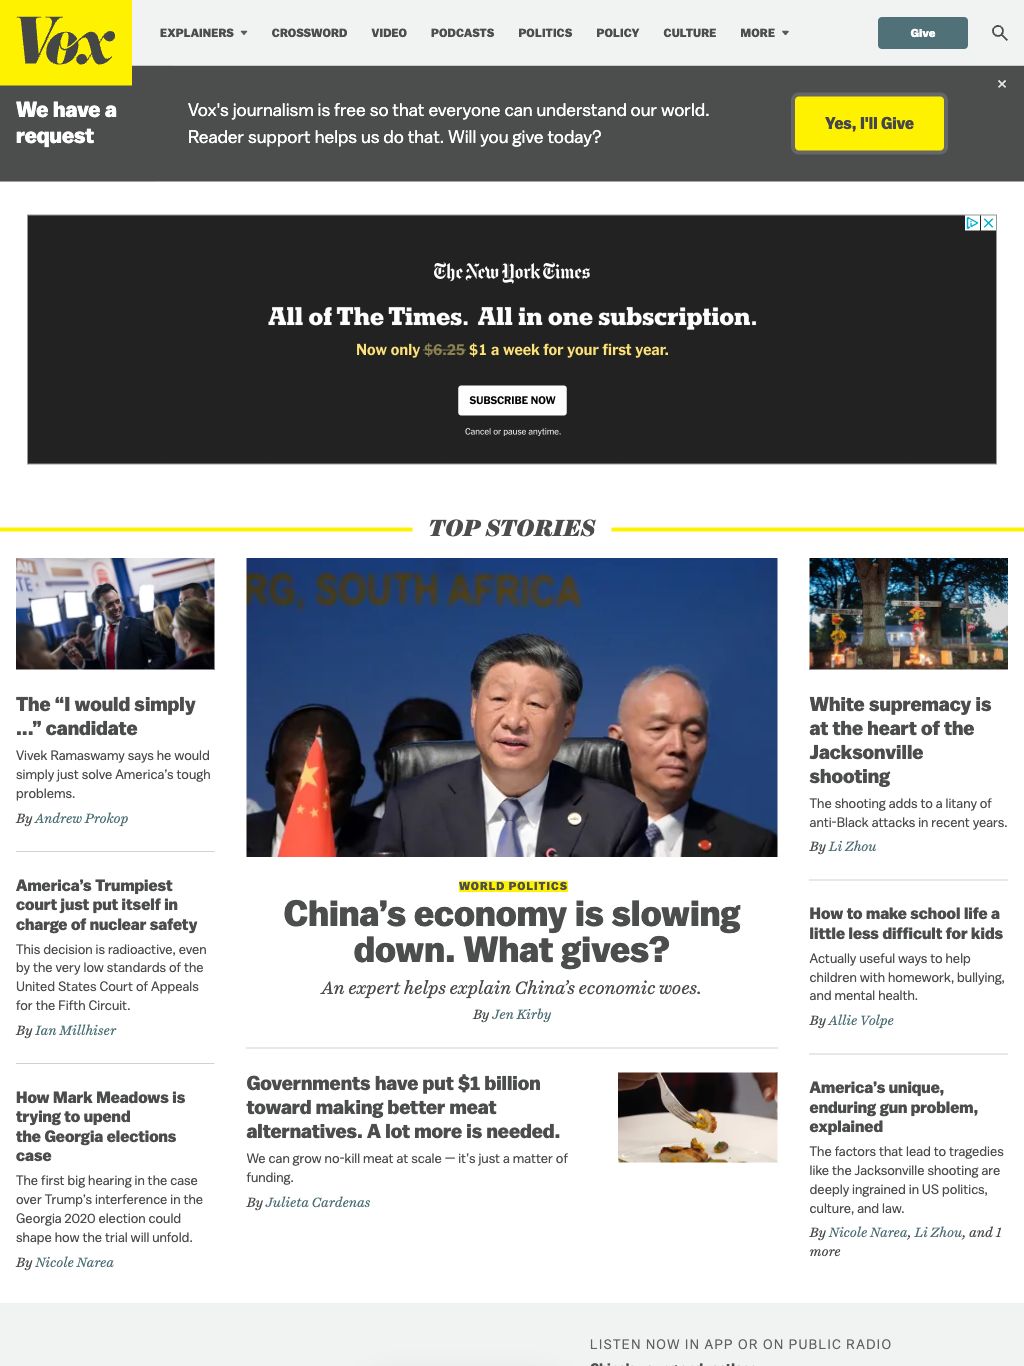 Vox
EXPLAINERS
CROSSWORD
VIDEO
PODCASTS
POLITICS
POLICY
CULTURE
MORE
Give
We have a
request
Vox's journalism is free so that everyone can understand our world.
Reader support helps us do that. Will you give today?
Yes, I'll Give
The New York Times
All of The Times. All in one subscription.
Now only $6.25 $1 a week for your first year.
SUBSCRIBE NOW
Cancel or pause anytime.
TOP STORIES
The “I would simply
…” candidate
Vivek Ramaswamy says he would
simply just solve America’s tough
problems.
By Andrew Prokop
America’s Trumpiest
court just put itself in
charge of nuclear safety
This decision is radioactive, even
by the very low standards of the
United States Court of Appeals
for the Fifth Circuit.
By Ian Millhiser
How Mark Meadows is
trying to upend
the Georgia elections
case
The first big hearing in the case
over Trump’s interference in the
Georgia 2020 election could
shape how the trial will unfold.
By Nicole Narea
RG, SOUTH AFRICA
WORLD POLITICS
China’s economy is slowing
down. What gives?
An expert helps explain China’s economic woes.
By Jen Kirby
Governments have put $1 billion
toward making better meat
alternatives. A lot more is needed.
We can grow no-kill meat at scale — it’s just a matter of
funding.
By Julieta Cardenas
White supremacy is
at the heart of the
Jacksonville
shooting
The shooting adds to a litany of
anti-Black attacks in recent years.
By Li Zhou
How to make school life a
little less difficult for kids
Actually useful ways to help
children with homework, bullying,
and mental health.
By Allie Volpe
America’s unique,
enduring gun problem,
explained
The factors that lead to tragedies
like the Jacksonville shooting are
deeply ingrained in US politics,
culture, and law.
By Nicole Narea, Li Zhou, and 1
more
LISTEN NOW IN APP OR ON PUBLIC RADIO